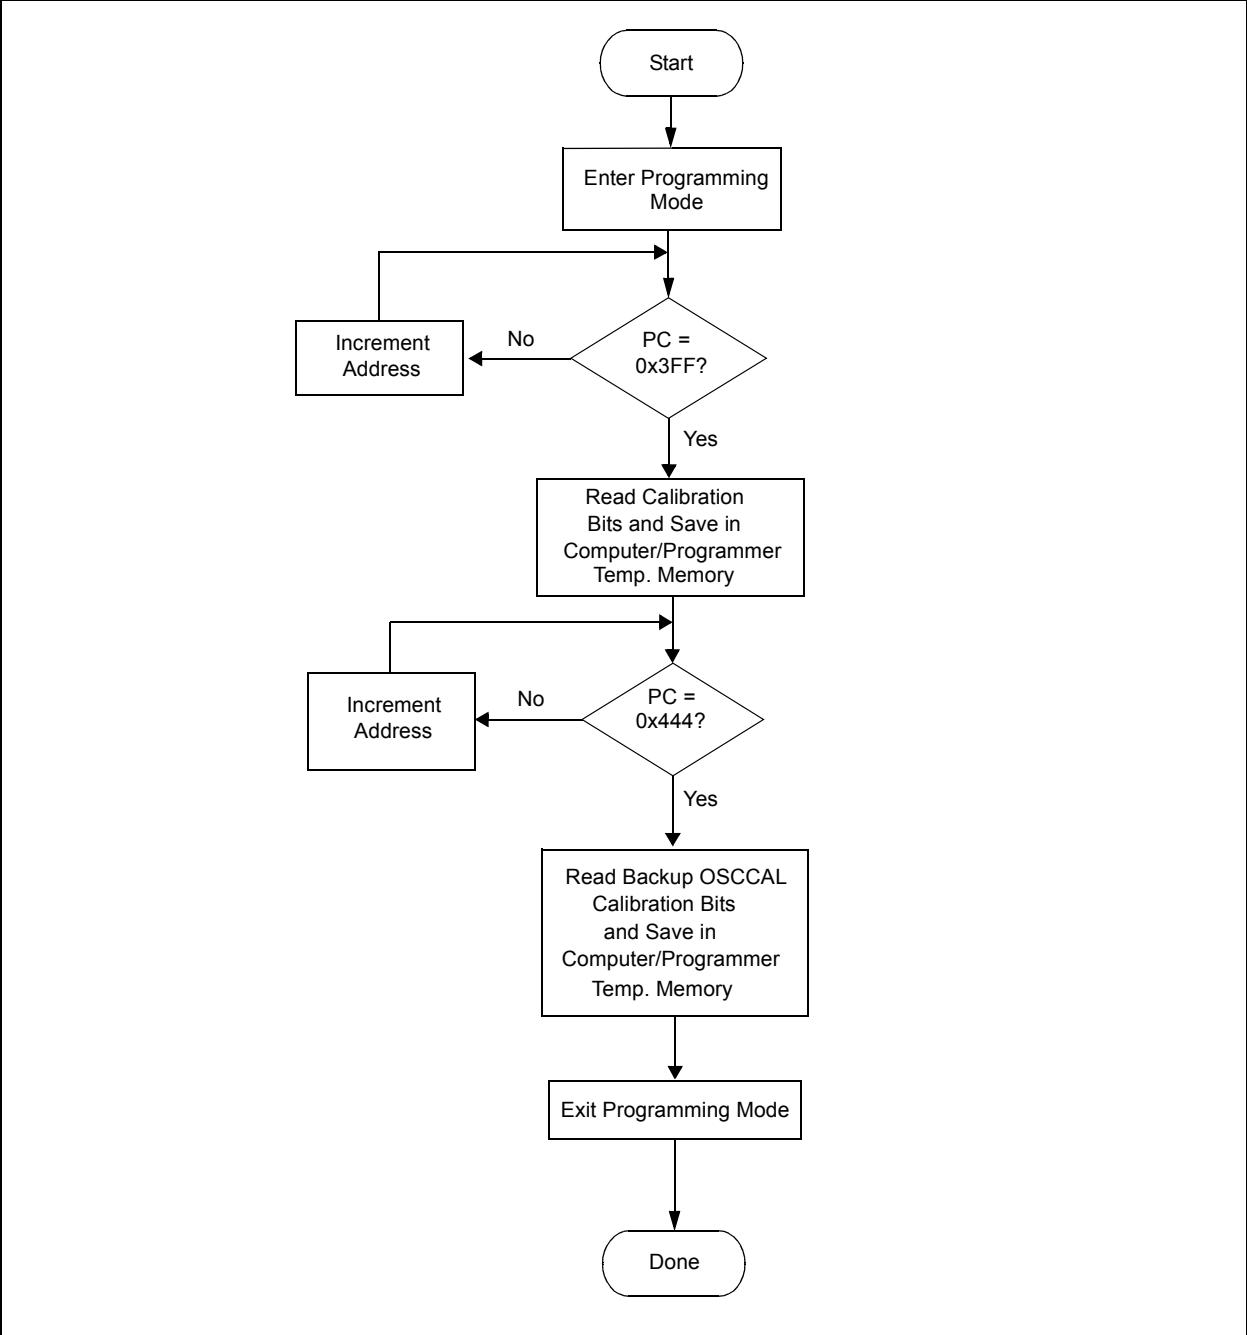 Start
Enter Programming
Mode
PC =
0x3FF?
No
Increment
Address
Yes
Read Calibration
Bits and Save in
Computer/Programmer
Temp. Memory
PC =
0x444?
No
Increment
Address
Yes
Read Backup OSCCAL
Calibration Bits
and Save in
Computer/Programmer
Temp. Memory
Exit Programming Mode
Done